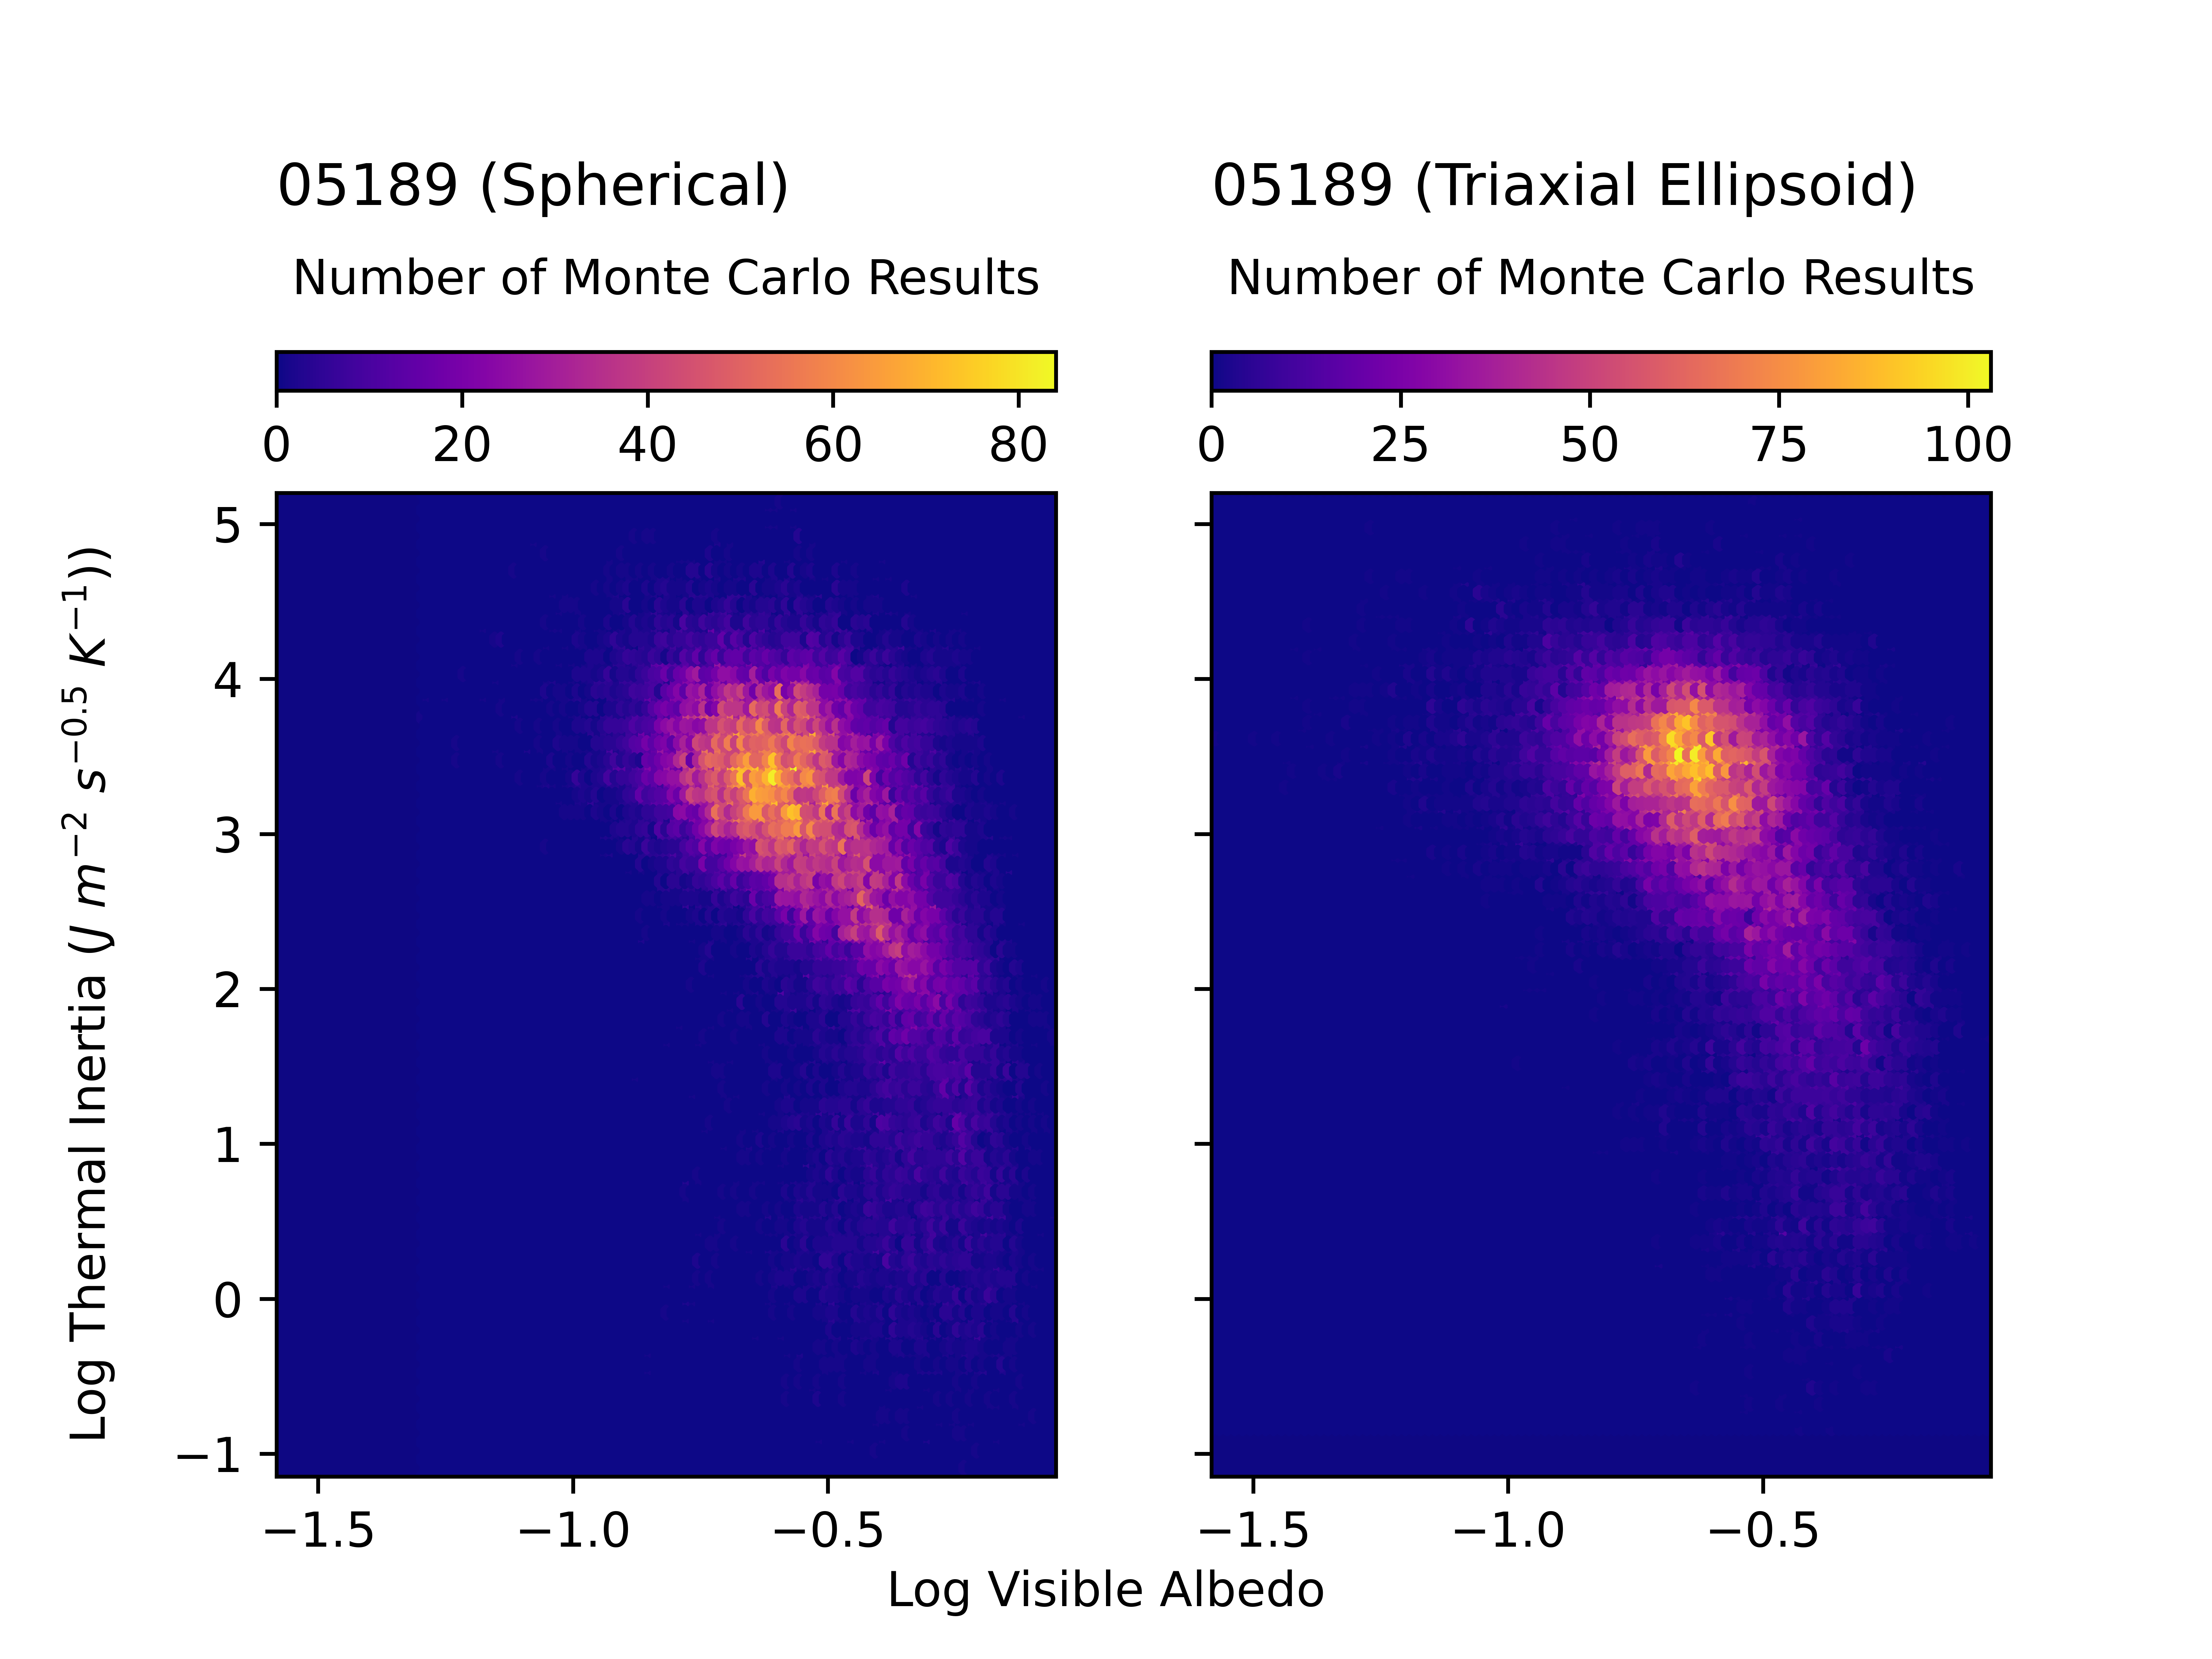 05189 (Spherical)
Number of Monte Carlo Results
0 20 40 60 80
05189 (Triaxial Ellipsoid)
Number of Monte Carlo Results
0 25 50 75 100
Log Thermal Inertia (J m⁻² s⁻⁰·⁵ K⁻¹))
5
4
3
2
1
0
−1
−1.5 −1.0 −0.5
−1.5 −1.0 −0.5
Log Visible Albedo